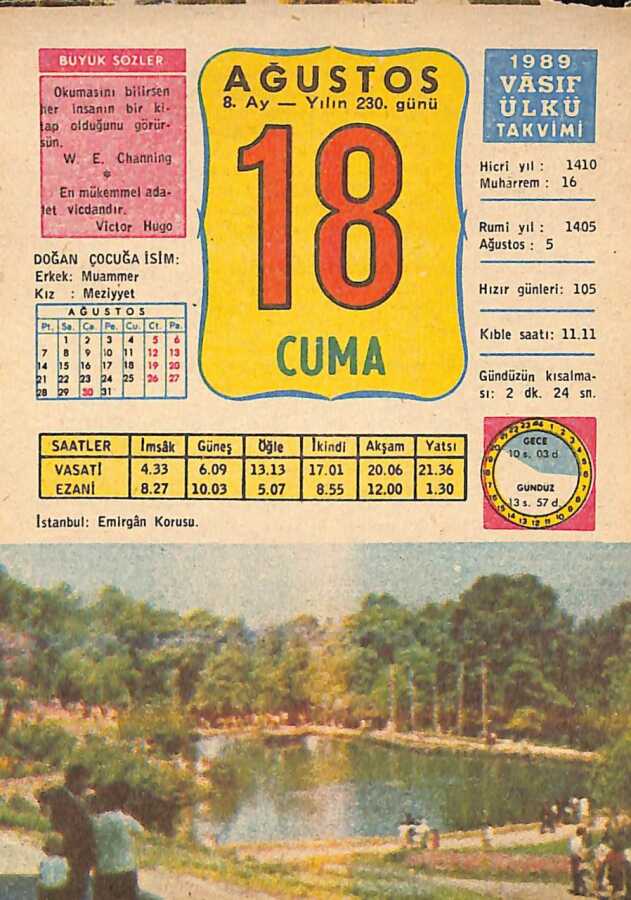 BÜYÜK SÖZLER
Okumasını bilirsen
her insanın bir ki-
tap olduğunu görür-
sün.
W. E. Channing
*
En mükemmel ada-
let vicdandır.
Victor Hugo
DOĞAN ÇOCUĞA İSİM:
Erkek: Muammer
Kız : Meziyyet
AĞUSTOS
Pt. Sa. Ça. Pe. Cu. Ct. Pa.
1 2 3 4 5 6
7 8 9 10 11 12 13
14 15 16 17 18 19 20
21 22 23 24 25 26 27
28 29 30 31
AĞUSTOS
8. Ay — Yılın 230. günü
18
CUMA
1989
VÂSIF
ÜLKÜ
TAKVİMİ
Hicrî yıl : 1410
Muharrem : 16
Rumî yıl : 1405
Ağustos : 5
Hızır günleri: 105
Kıble saati: 11.11
Gündüzün kısalma-
sı: 2 dk. 24 sn.
SAATLER İmsâk Güneş Öğle İkindi Akşam Yatsı
VASATÎ 4.33 6.09 13.13 17.01 20.06 21.36
EZANÎ 8.27 10.03 5.07 8.55 12.00 1.30
GECE
10 s. 03 d.
GÜNDÜZ
13 s. 57 d.
İstanbul: Emirgân Korusu.